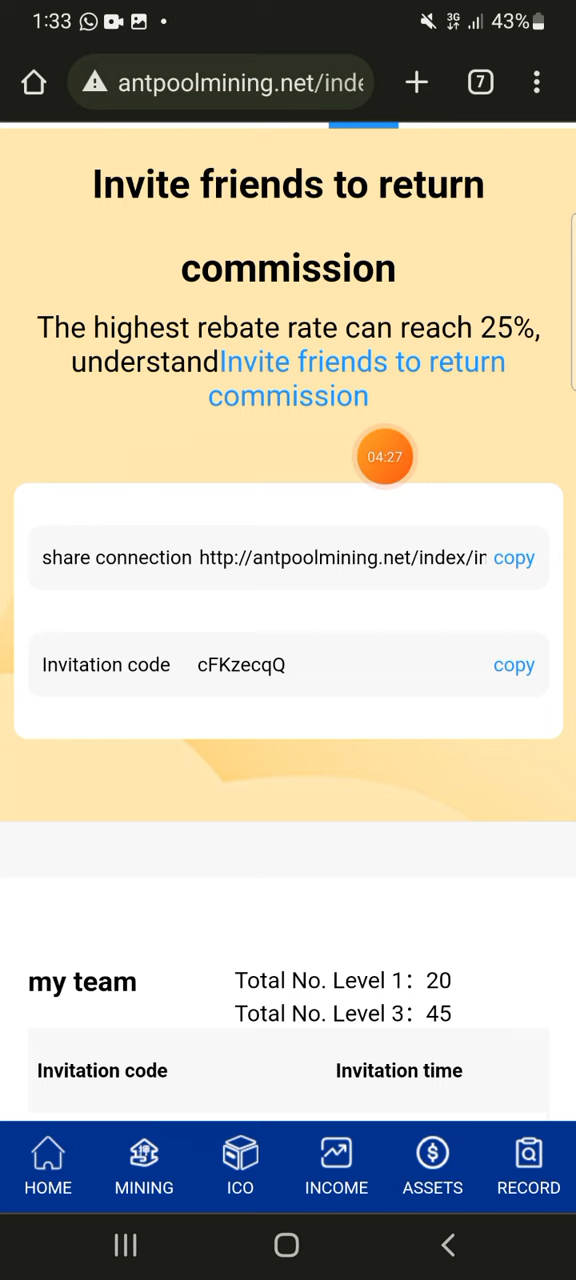 1:33 3G 43%
antpoolmining.net/inde 7
Invite friends to return
commission
The highest rebate rate can reach 25%,
understandInvite friends to return
commission
04:27
share connection http://antpoolmining.net/index/in copy
Invitation code cFKzecqQ copy
my team
Total No. Level 1：20
Total No. Level 3：45
Invitation code Invitation time
HOME MINING ICO INCOME ASSETS RECORD